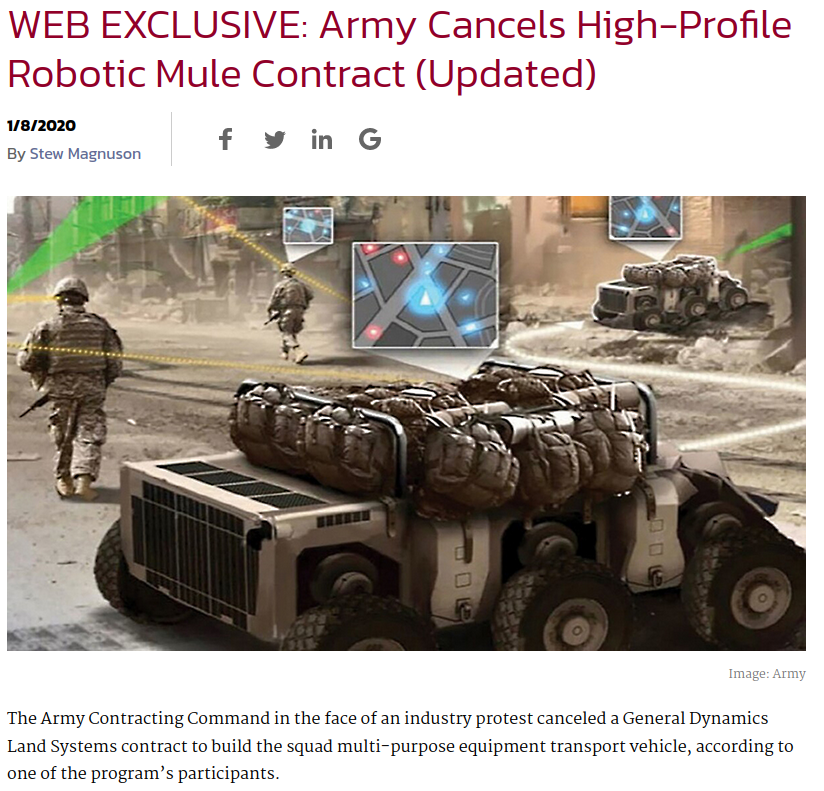 WEB EXCLUSIVE: Army Cancels High-Profile
Robotic Mule Contract (Updated)
1/8/2020
By Stew Magnuson
Image: Army
The Army Contracting Command in the face of an industry protest canceled a General Dynamics
Land Systems contract to build the squad multi-purpose equipment transport vehicle, according to
one of the program's participants.